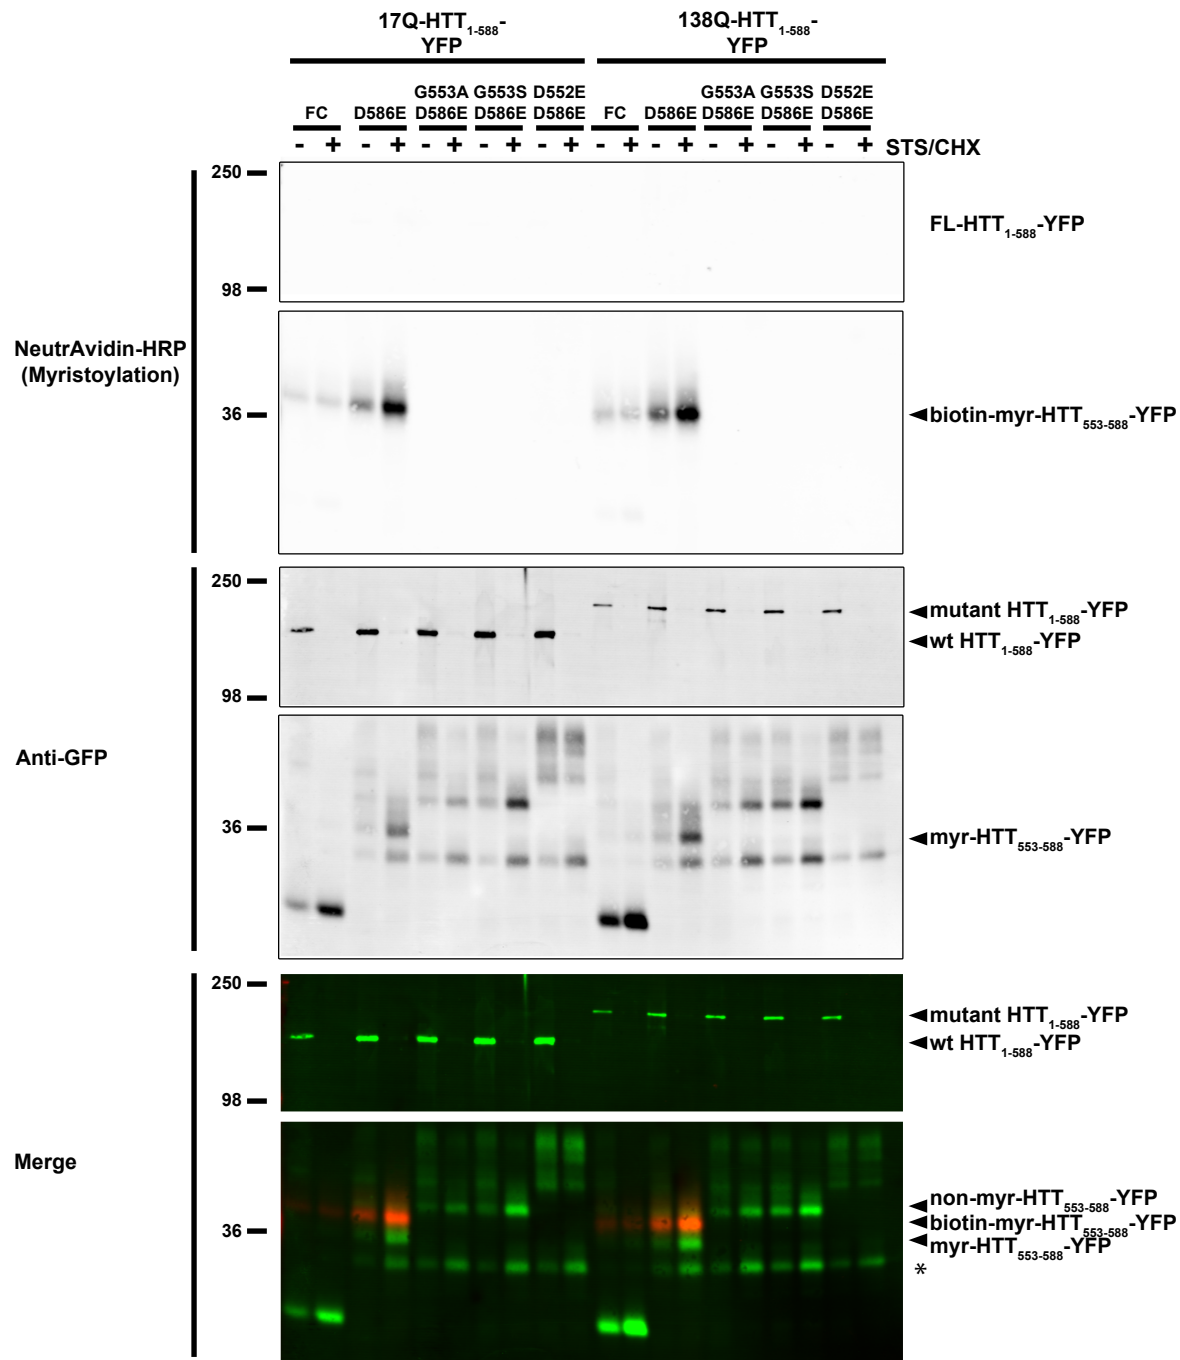 17Q-HTT1-588-
YFP
138Q-HTT1-588-
YFP
FC D586E G553A D586E G553S D586E D552E D586E FC D586E G553A D586E G553S D586E D552E D586E
- + - + - + - + - + - + - + - + - + - + STS/CHX
250
FL-HTT1-588-YFP
98
NeutrAvidin-HRP
(Myristoylation)
36
biotin-myr-HTT553-588-YFP
250
mutant HTT1-588-YFP
wt HTT1-588-YFP
98
Anti-GFP
36
myr-HTT553-588-YFP
250
mutant HTT1-588-YFP
wt HTT1-588-YFP
98
Merge
non-myr-HTT553-588-YFP
36
biotin-myr-HTT553-588-YFP
myr-HTT553-588-YFP
*